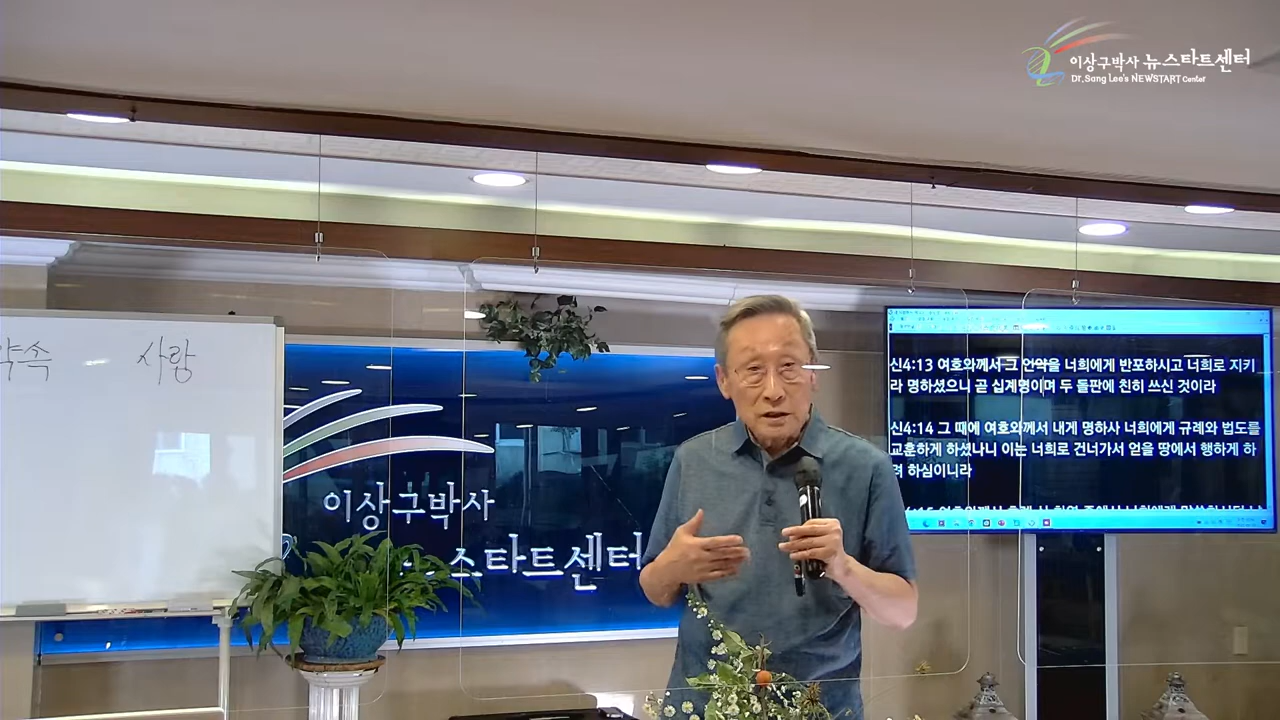 이상구박사 뉴스타트센터
Dr. Sang Lee's NEWSTART Center
약속 사랑
이상구박사
스타트센터
신4:13 여호와께서 그 언약을 너희에게 반포하시고 너희로 지키
라 명하셨으니 곧 십계명이며 두 돌판에 친히 쓰신 것이라
신4:14 그 때에 여호와께서 내게 명하사 너희에게 규례와 법도를
교훈하게 하셨나니 이는 너희로 건너가서 얻을 땅에서 행하게 하
려 하심이니라